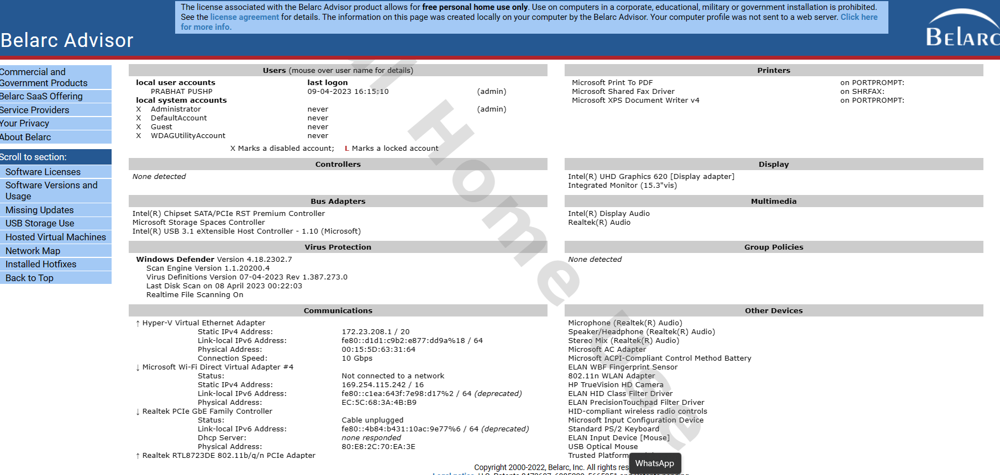 The license associated with the Belarc Advisor product allows for free personal home use only. Use on computers in a corporate, educational, military or government installation is prohibited.
See the license agreement for details. The information on this page was created locally on your computer by the Belarc Advisor. Your computer profile was not sent to a web server. Click here
for more info.
Belarc Advisor
BELARC
Commercial and
Government Products
Belarc SaaS Offering
Service Providers
Your Privacy
About Belarc
Scroll to section:
Software Licenses
Software Versions and
Usage
Missing Updates
USB Storage Use
Hosted Virtual Machines
Network Map
Installed Hotfixes
Back to Top
Users (mouse over user name for details)
local user accounts last logon
PRABHAT PUSHP 09-04-2023 16:15:10 (admin)
local system accounts
X Administrator never (admin)
X DefaultAccount never
X Guest never
X WDAGUtilityAccount never
X Marks a disabled account; L Marks a locked account
Printers
Microsoft Print To PDF on PORTPROMPT:
Microsoft Shared Fax Driver on SHRFAX:
Microsoft XPS Document Writer v4 on PORTPROMPT:
Controllers
None detected
Display
Intel(R) UHD Graphics 620 [Display adapter]
Integrated Monitor (15.3"vis)
Bus Adapters
Intel(R) Chipset SATA/PCIe RST Premium Controller
Microsoft Storage Spaces Controller
Intel(R) USB 3.1 eXtensible Host Controller - 1.10 (Microsoft)
Multimedia
Intel(R) Display Audio
Realtek(R) Audio
Virus Protection
Windows Defender Version 4.18.2302.7
Scan Engine Version 1.1.20200.4
Virus Definitions Version 07-04-2023 Rev 1.387.273.0
Last Disk Scan on 08 April 2023 00:22:03
Realtime File Scanning On
Group Policies
None detected
Communications
↑ Hyper-V Virtual Ethernet Adapter
Static IPv4 Address: 172.23.208.1 / 20
Link-local IPv6 Address: fe80::d1d1:c9b2:e877:dd9a%18 / 64
Physical Address: 00:15:5D:63:31:64
Connection Speed: 10 Gbps
↓ Microsoft Wi-Fi Direct Virtual Adapter #4
Status: Not connected to a network
Static IPv4 Address: 169.254.115.242 / 16
Link-local IPv6 Address: fe80::c1ea:643f:7e98:d17%2 / 64 (deprecated)
Physical Address: EC:5C:68:3A:4B:B9
↓ Realtek PCIe GbE Family Controller
Status: Cable unplugged
Link-local IPv6 Address: fe80::4b84:b431:10ac:9e77%6 / 64 (deprecated)
Dhcp Server: none responded
Physical Address: 80:E8:2C:70:EA:3E
↑ Realtek RTL8723DE 802.11b/g/n PCIe Adapter
Other Devices
Microphone (Realtek(R) Audio)
Speaker/Headphone (Realtek(R) Audio)
Stereo Mix (Realtek(R) Audio)
Microsoft AC Adapter
Microsoft ACPI-Compliant Control Method Battery
ELAN WBF Fingerprint Sensor
802.11n WLAN Adapter
HP TrueVision HD Camera
ELAN HID Class Filter Driver
ELAN PrecisionTouchpad Filter Driver
HID-compliant wireless radio controls
Microsoft Input Configuration Device
Standard PS/2 Keyboard
ELAN Input Device [Mouse]
USB Optical Mouse
Trusted Platform
Home Use
WhatsApp
Copyright 2000-2022, Belarc, Inc. All rights res